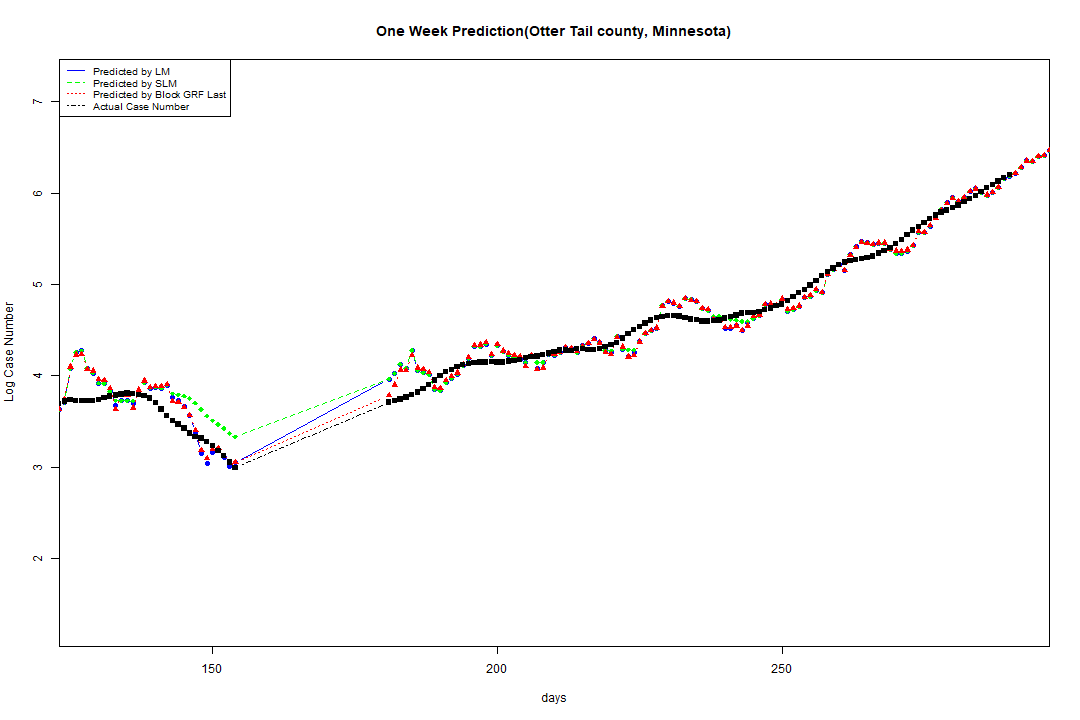 One Week Prediction(Otter Tail county, Minnesota)
Predicted by LM
Predicted by SLM
Predicted by Block GRF Last
Actual Case Number
7
6
5
4
3
2
Log Case Number
150 200 250
days